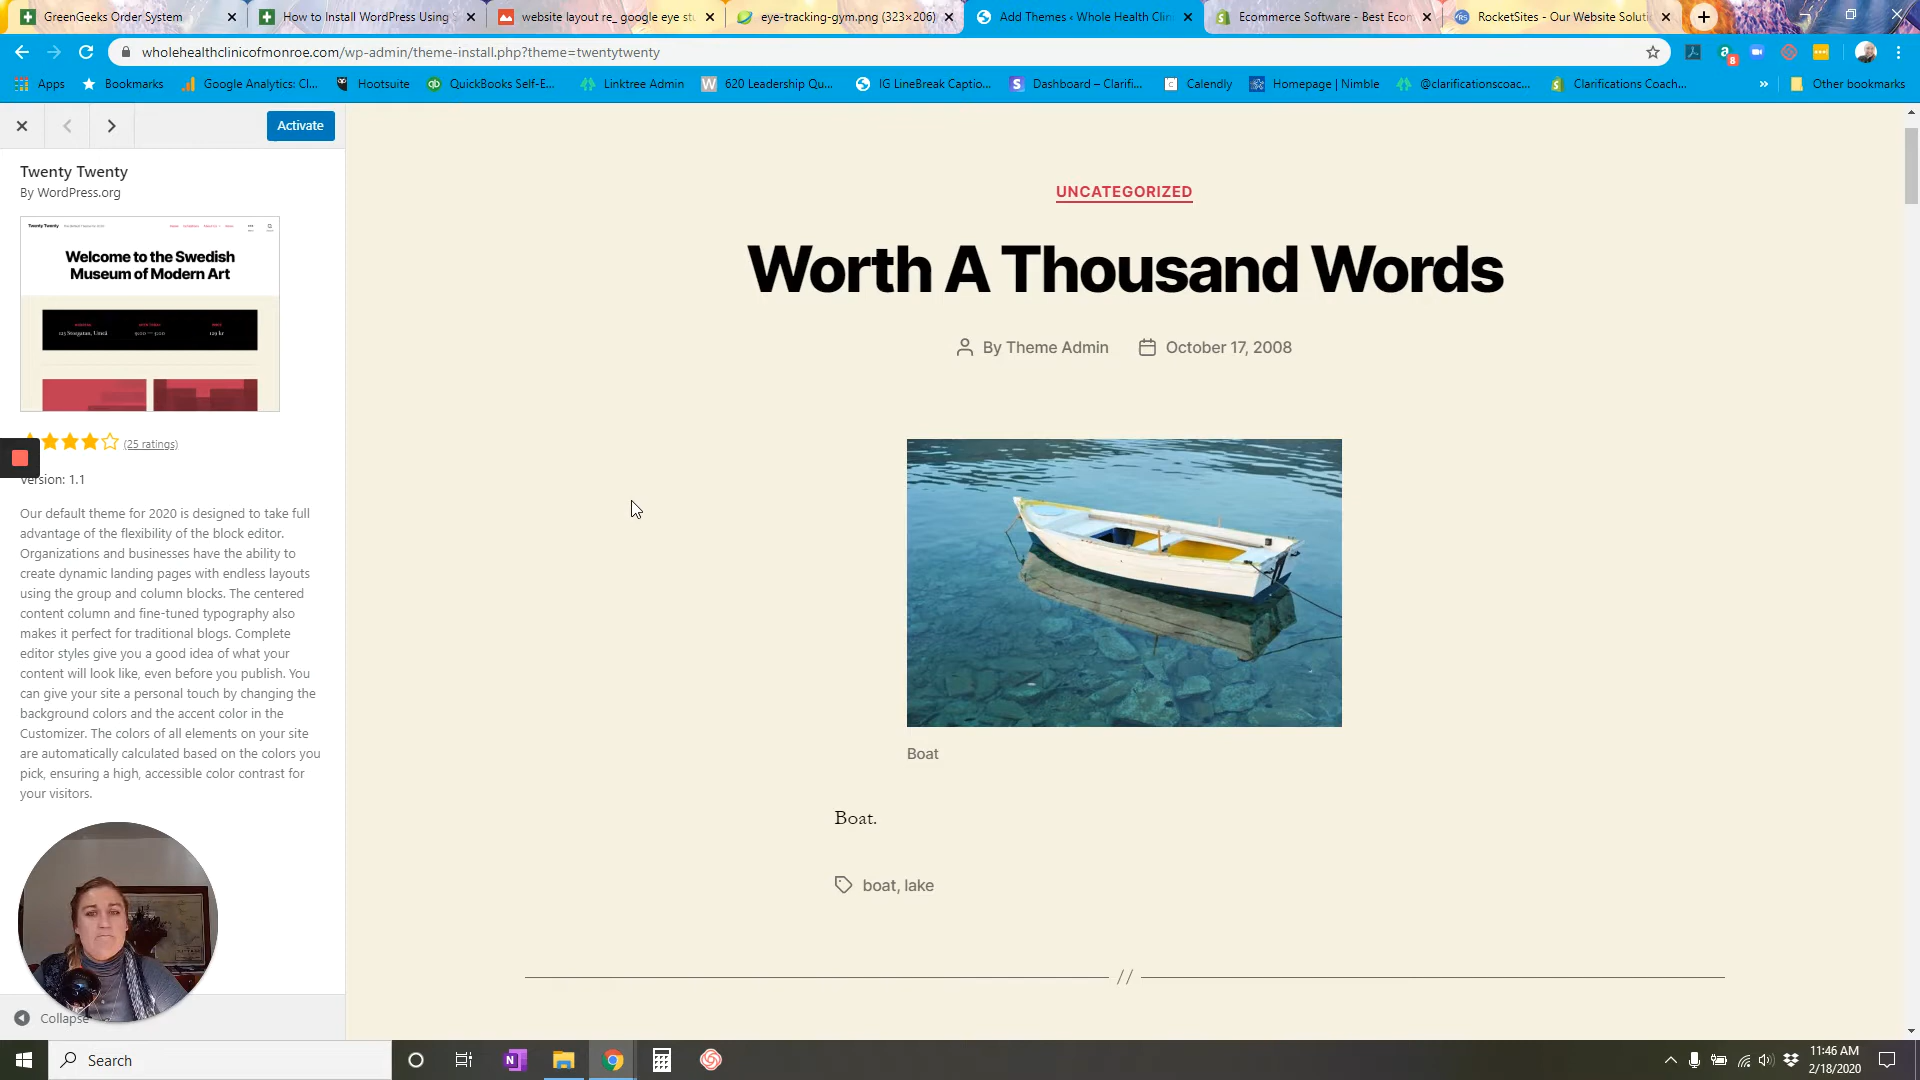 GreenGeeks Order System
How to Install WordPress Using S
website layout re_ google eye stu
eye-tracking-gym.png (323×206)
Add Themes ‹ Whole Health Clini
Ecommerce Software - Best Ecom
RocketSites - Our Website Soluti
wholehealthclinicofmonroe.com/wp-admin/theme-install.php?theme=twentytwenty
8
Apps
Bookmarks
Google Analytics: Cl...
Hootsuite
QuickBooks Self-E...
Linktree Admin
620 Leadership Qu...
IG LineBreak Captio...
Dashboard – Clarifi...
Calendly
Homepage | Nimble
@clarificationscoac...
Clarifications Coach...
»
Other bookmarks
Activate
Twenty Twenty
By WordPress.org
Twenty Twenty
Welcome to the Swedish
Museum of Modern Art
(25 ratings)
Version: 1.1
Our default theme for 2020 is designed to take full
advantage of the flexibility of the block editor.
Organizations and businesses have the ability to
create dynamic landing pages with endless layouts
using the group and column blocks. The centered
content column and fine-tuned typography also
makes it perfect for traditional blogs. Complete
editor styles give you a good idea of what your
content will look like, even before you publish. You
can give your site a personal touch by changing the
background colors and the accent color in the
Customizer. The colors of all elements on your site
are automatically calculated based on the colors you
pick, ensuring a high, accessible color contrast for
your visitors.
Collapse
UNCATEGORIZED
Worth A Thousand Words
By Theme Admin
October 17, 2008
Boat
Boat.
boat, lake
//
Search
11:46 AM
2/18/2020